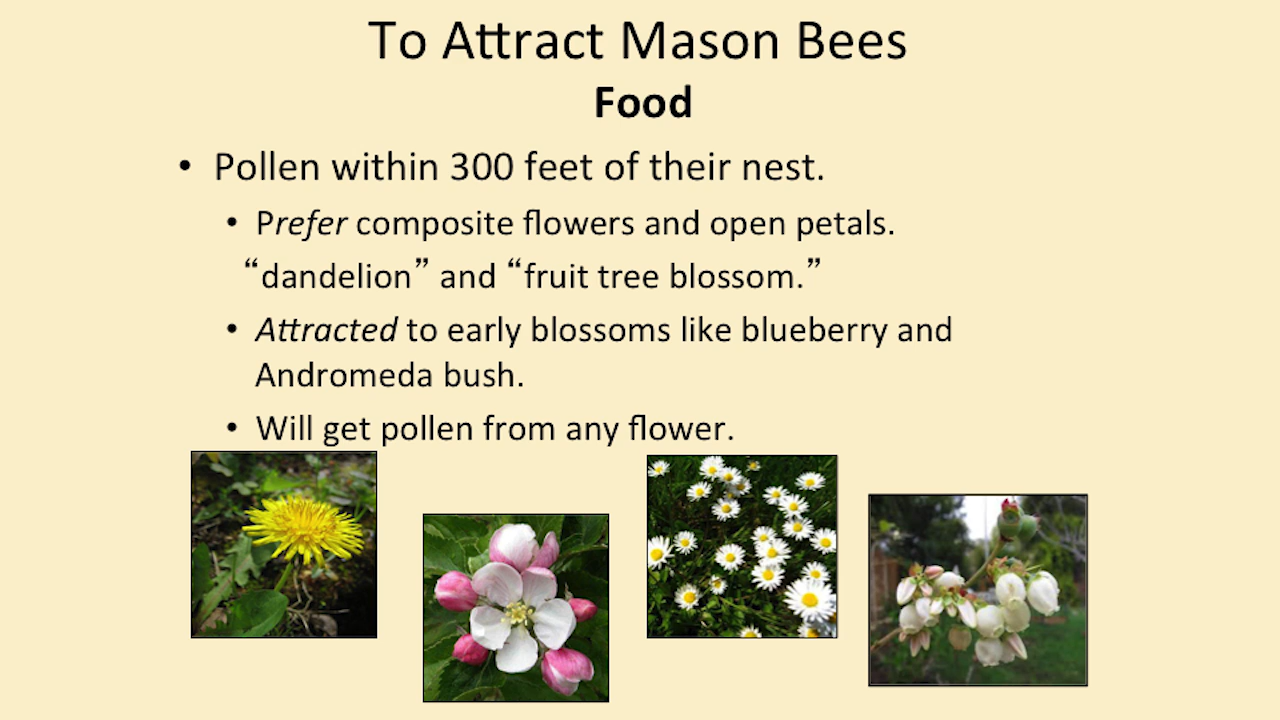 To Attract Mason Bees
Food
• Pollen within 300 feet of their nest.
• Prefer composite flowers and open petals.
“dandelion” and “fruit tree blossom.”
• Attracted to early blossoms like blueberry and
Andromeda bush.
• Will get pollen from any flower.